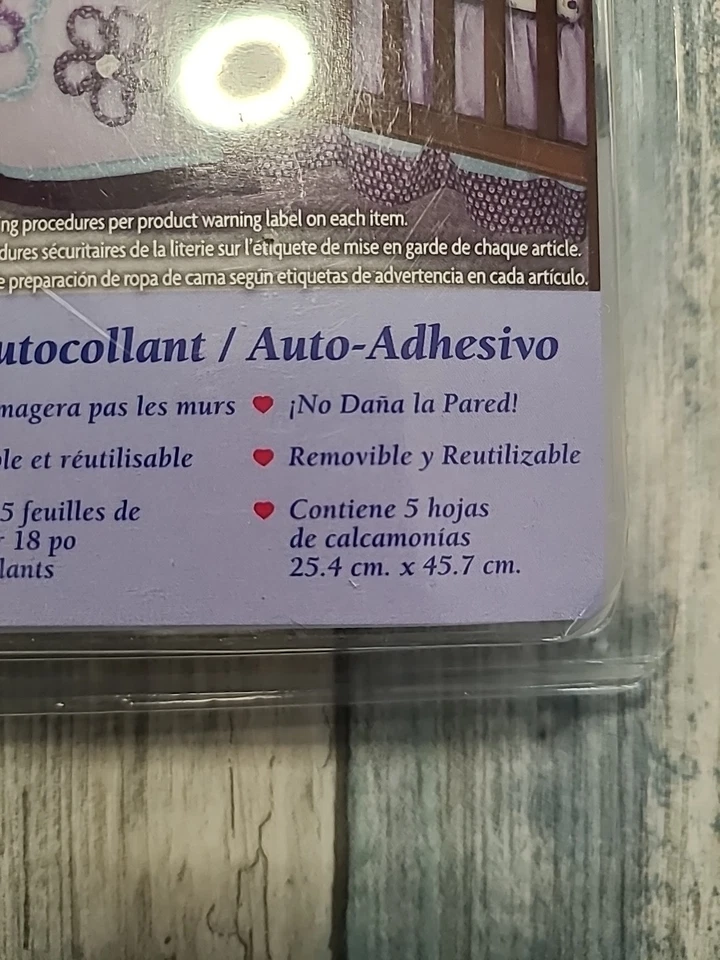 ing procedures per product warning label on each item.
dures sécuritaires de la literie sur l'étiquete de mise en garde de chaque article.
e preparación de ropa de cama según etiquetas de advertencia en cada artículo.
utocollant / Auto-Adhesivo
magera pas les murs
¡No Daña la Pared!
le et réutilisable
Removible y Reutilizable
5 feuilles de
18 po
lants
Contiene 5 hojas
de calcamonías
25.4 cm. x 45.7 cm.